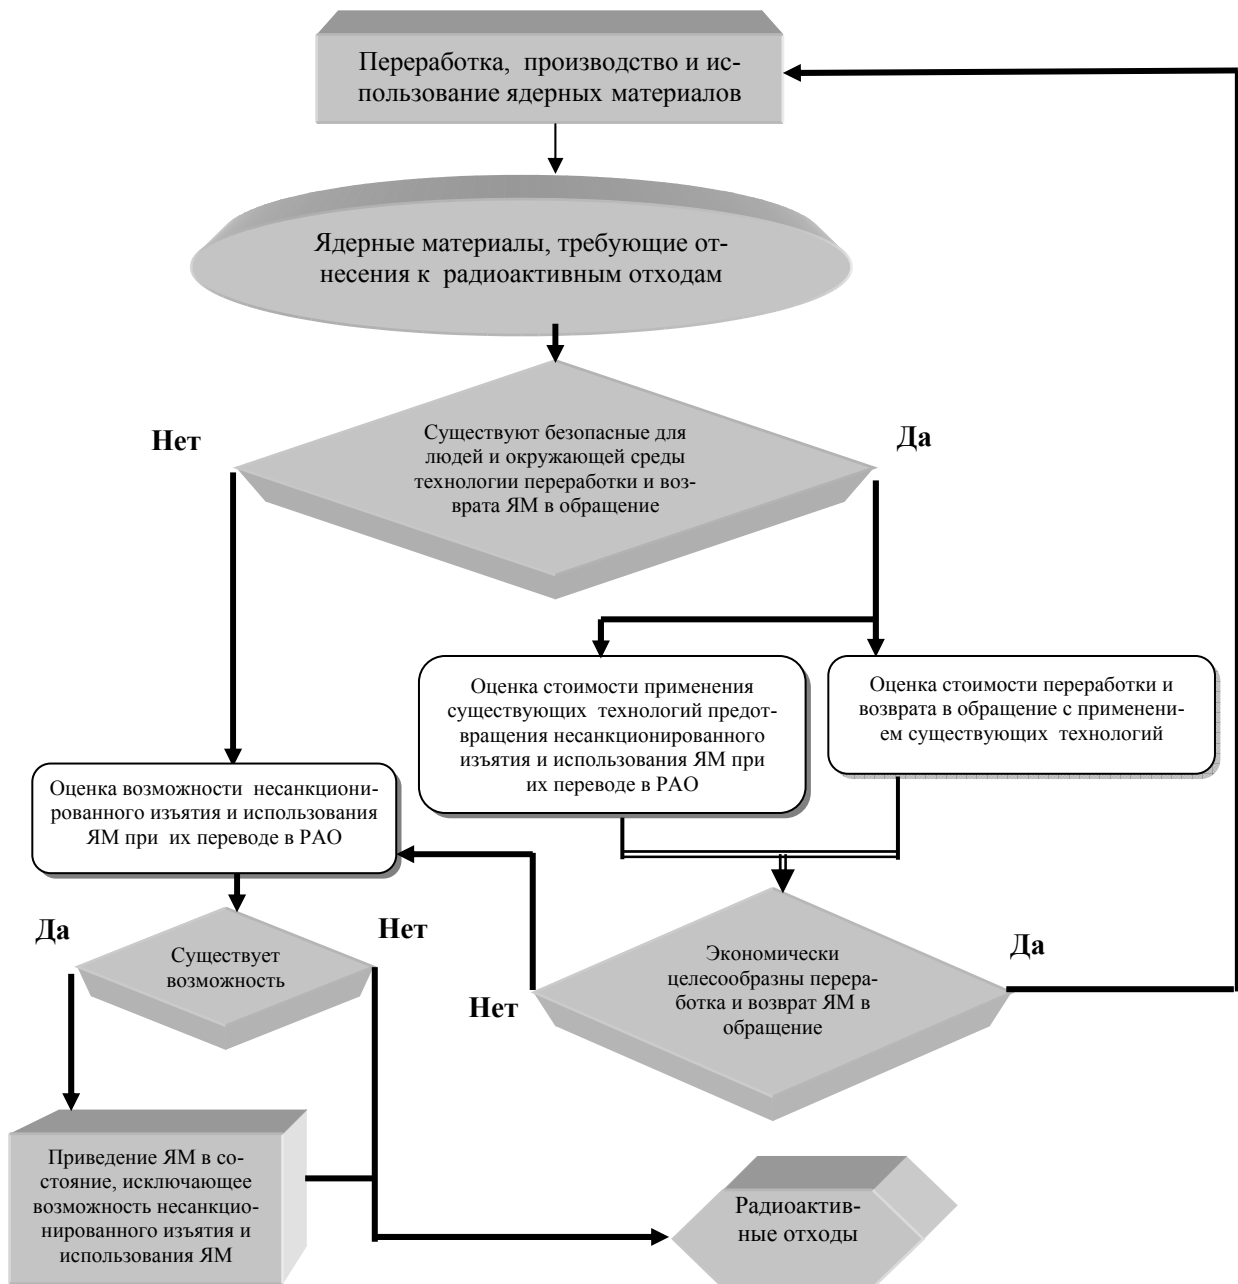 Переработка, производство и ис-
пользование ядерных материалов
Ядерные материалы, требующие от-
несения к радиоактивным отходам
Нет
Да
Существуют безопасные для
людей и окружающей среды
технологии переработки и воз-
врата ЯМ в обращение
Оценка стоимости применения
существующих технологий предот-
вращения несанкционированного
изъятия и использования ЯМ при
их переводе в РАО
Оценка стоимости переработки и
возврата в обращение с применени-
ем существующих технологий
Оценка возможности несанкциони-
рованного изъятия и использования
ЯМ при их переводе в РАО
Да
Нет
Существует
возможность
Нет
Да
Экономически
целесообразны перера-
ботка и возврат ЯМ в
обращение
Приведение ЯМ в со-
стояние, исключающее
возможность несанкцио-
нированного изъятия и
использования ЯМ
Радиоактив-
ные отходы